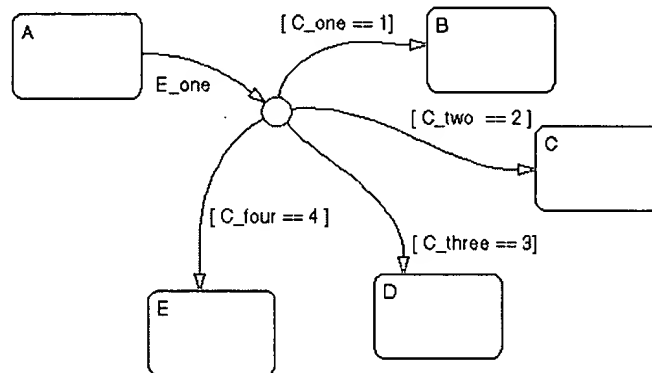 A
[ C_one == 1]
B
E_one
[ C_two == 2 ]
C
[ C_four == 4 ]
[ C_three == 3]
E
D